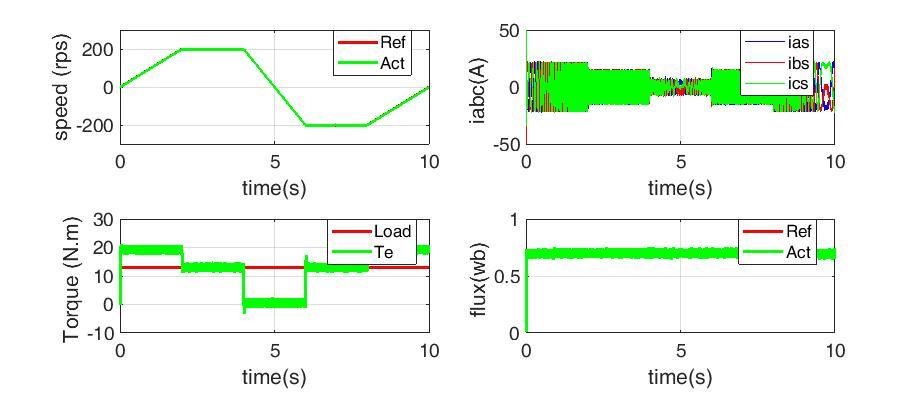 speed (rps)
200
0
-200
Ref
Act
0
5
10
time(s)
iabc(A)
50
0
-50
ias
ibs
ics
0
5
10
time(s)
Torque (N.m)
30
20
10
0
-10
Load
Te
0
5
10
time(s)
flux(wb)
1
0.5
0
Ref
Act
0
5
10
time(s)